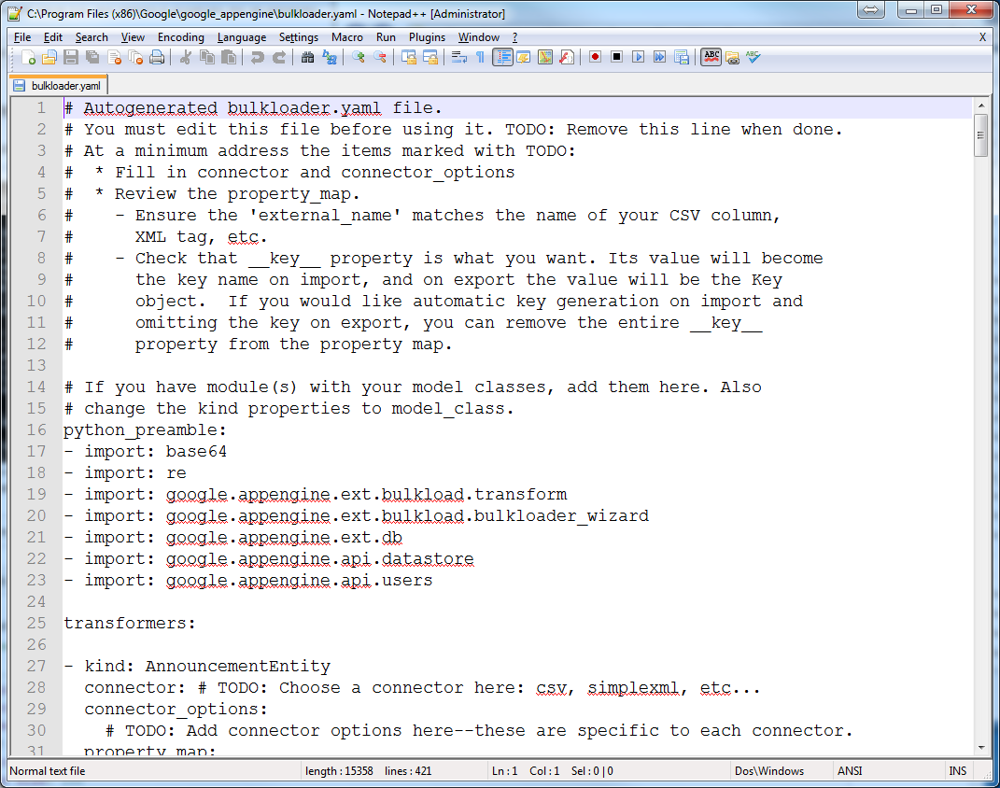 C:\Program Files (x86)\Google\google_appengine\bulkloader.yaml - Notepad++ [Administrator]
File Edit Search View Encoding Language Settings Macro Run Plugins Window ? X
ABC ABC
bulkloader.yaml
1 # Autogenerated bulkloader.yaml file.
2 # You must edit this file before using it. TODO: Remove this line when done.
3 # At a minimum address the items marked with TODO:
4 #  * Fill in connector and connector_options
5 #  * Review the property_map.
6 #    - Ensure the 'external_name' matches the name of your CSV column,
7 #      XML tag, etc.
8 #    - Check that __key__ property is what you want. Its value will become
9 #      the key name on import, and on export the value will be the Key
10 #      object.  If you would like automatic key generation on import and
11 #      omitting the key on export, you can remove the entire __key__
12 #      property from the property map.
13
14 # If you have module(s) with your model classes, add them here. Also
15 # change the kind properties to model_class.
16 python_preamble:
17 - import: base64
18 - import: re
19 - import: google.appengine.ext.bulkload.transform
20 - import: google.appengine.ext.bulkload.bulkloader_wizard
21 - import: google.appengine.ext.db
22 - import: google.appengine.api.datastore
23 - import: google.appengine.api.users
24
25 transformers:
26
27 - kind: AnnouncementEntity
28   connector: # TODO: Choose a connector here: csv, simplexml, etc...
29   connector_options:
30     # TODO: Add connector options here--these are specific to each connector.
31   property_map:
Normal text file length : 15358 lines : 421 Ln : 1 Col : 1 Sel : 0 | 0 Dos\Windows ANSI INS